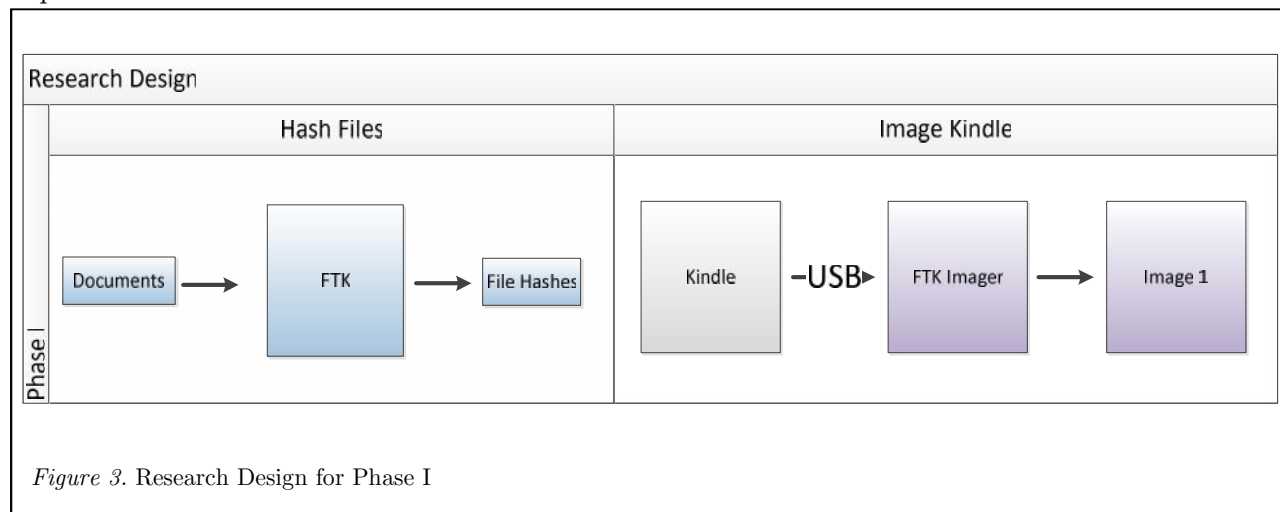 Research Design
Phase I
Hash Files
Image Kindle
Documents
FTK
File Hashes
Kindle
USB
FTK Imager
Image 1
Figure 3. Research Design for Phase I